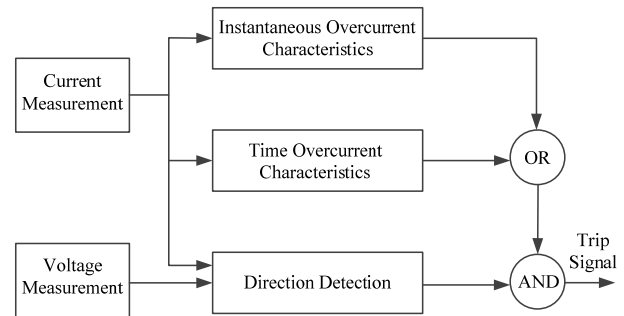 Instantaneous Overcurrent
Characteristics
Current
Measurement
Time Overcurrent
Characteristics
OR
Voltage
Measurement
Direction Detection
AND
Trip
Signal